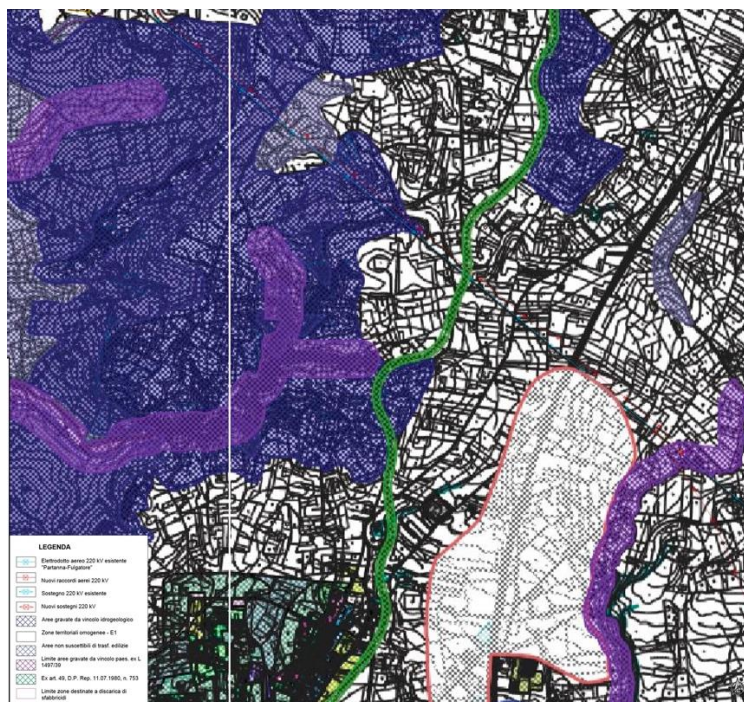 LEGENDA
Elettrodotto aereo 220 kV esistente
"Partanna-Fulgatore"
Nuovi raccordi aerei 220 kV
Sostegno 220 kV esistente
Nuovi sostegni 220 kV
Aree gravate da vincolo idrogeologico
Zone territoriali omogenee - E1
Aree non suscettibili di trasf. edilizie
Limite aree gravate da vincolo paes. ex L
1497/39
Ex art. 49, D.P. Rep. 11.07.1980, n. 753
Limite zone destinate a discarica di
sfabbricidi